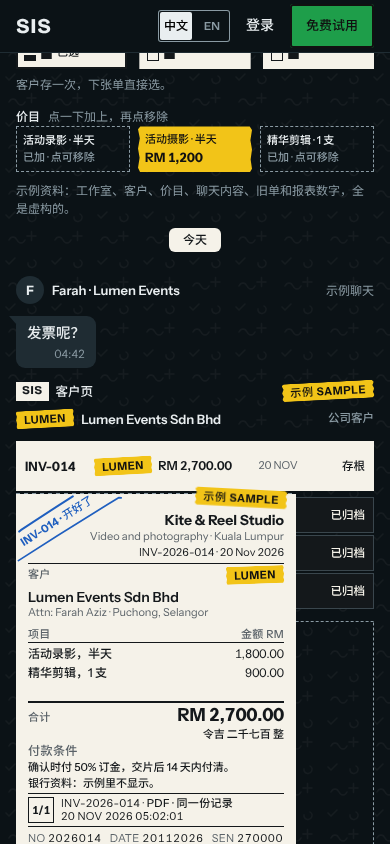 SIS
中文 EN 登录 免费试用
客户存一次，下张单直接选。
价目 点一下加上，再点移除
活动录影·半天
已加·点可移除
活动摄影·半天
RM 1,200
精华剪辑·1支
已加·点可移除
示例资料：工作室、客户、价目、聊天内容、旧单和报表数字，全
是虚构的。
今天
F Farah·Lumen Events 示例聊天
发票呢？
04:42
SIS 客户页 示例 SAMPLE
LUMEN Lumen Events Sdn Bhd 公司客户
INV-014 LUMEN RM 2,700.00 20 NOV 存根
已归档
已归档
已归档
示例 SAMPLE
INV-014·开好了
Kite & Reel Studio
Video and photography·Kuala Lumpur
INV-2026-014·20 Nov 2026
客户 LUMEN
Lumen Events Sdn Bhd
Attn: Farah Aziz·Puchong, Selangor
项目 金额 RM
活动录影，半天 1,800.00
精华剪辑，1支 900.00
合计 RM 2,700.00
令吉 二千七百 整
付款条件
确认时付 50% 订金，交片后 14 天内付清。
银行资料：示例里不显示。
1/1 INV-2026-014·PDF·同一份记录
20 NOV 2026 05:02:01
NO 2026014 DATE 20112026 SEN 270000